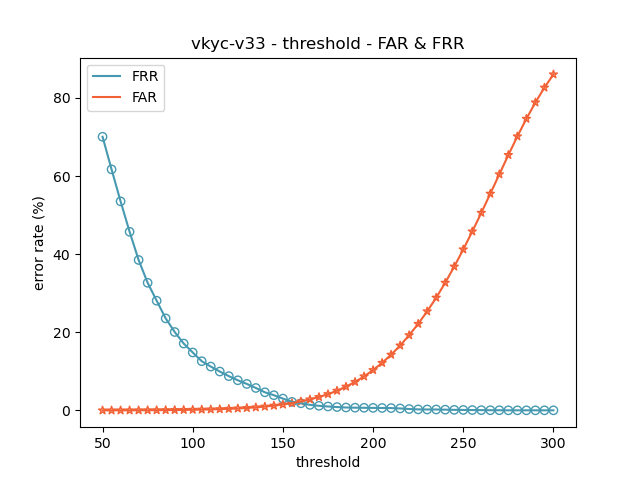 vkyc-v33 - threshold - FAR & FRR
FRR
FAR
error rate (%)
80
60
40
20
0
50 100 150 200 250 300
threshold